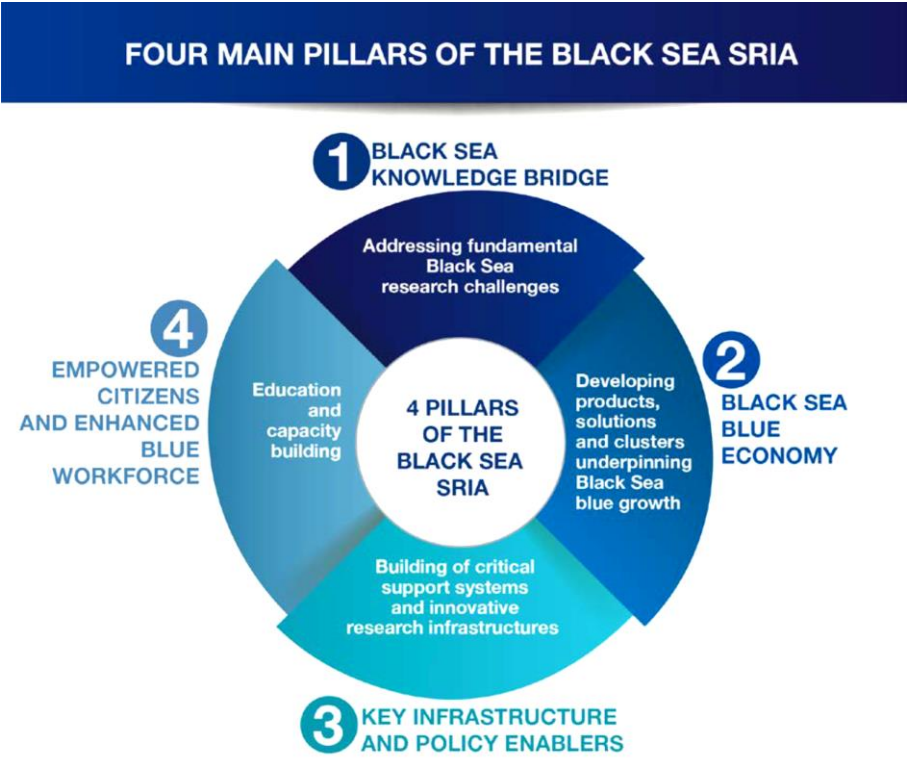 FOUR MAIN PILLARS OF THE BLACK SEA SRIA
1
BLACK SEA
KNOWLEDGE BRIDGE
Addressing fundamental
Black Sea
research challenges
2
BLACK SEA
BLUE
ECONOMY
Developing
products,
solutions
and clusters
underpinning
Black Sea
blue growth
4 PILLARS
OF THE
BLACK SEA
SRIA
3
KEY INFRASTRUCTURE
AND POLICY ENABLERS
Building of critical
support systems
and innovative
research infrastructures
4
EMPOWERED
CITIZENS
AND ENHANCED
BLUE
WORKFORCE
Education
and
capacity
building